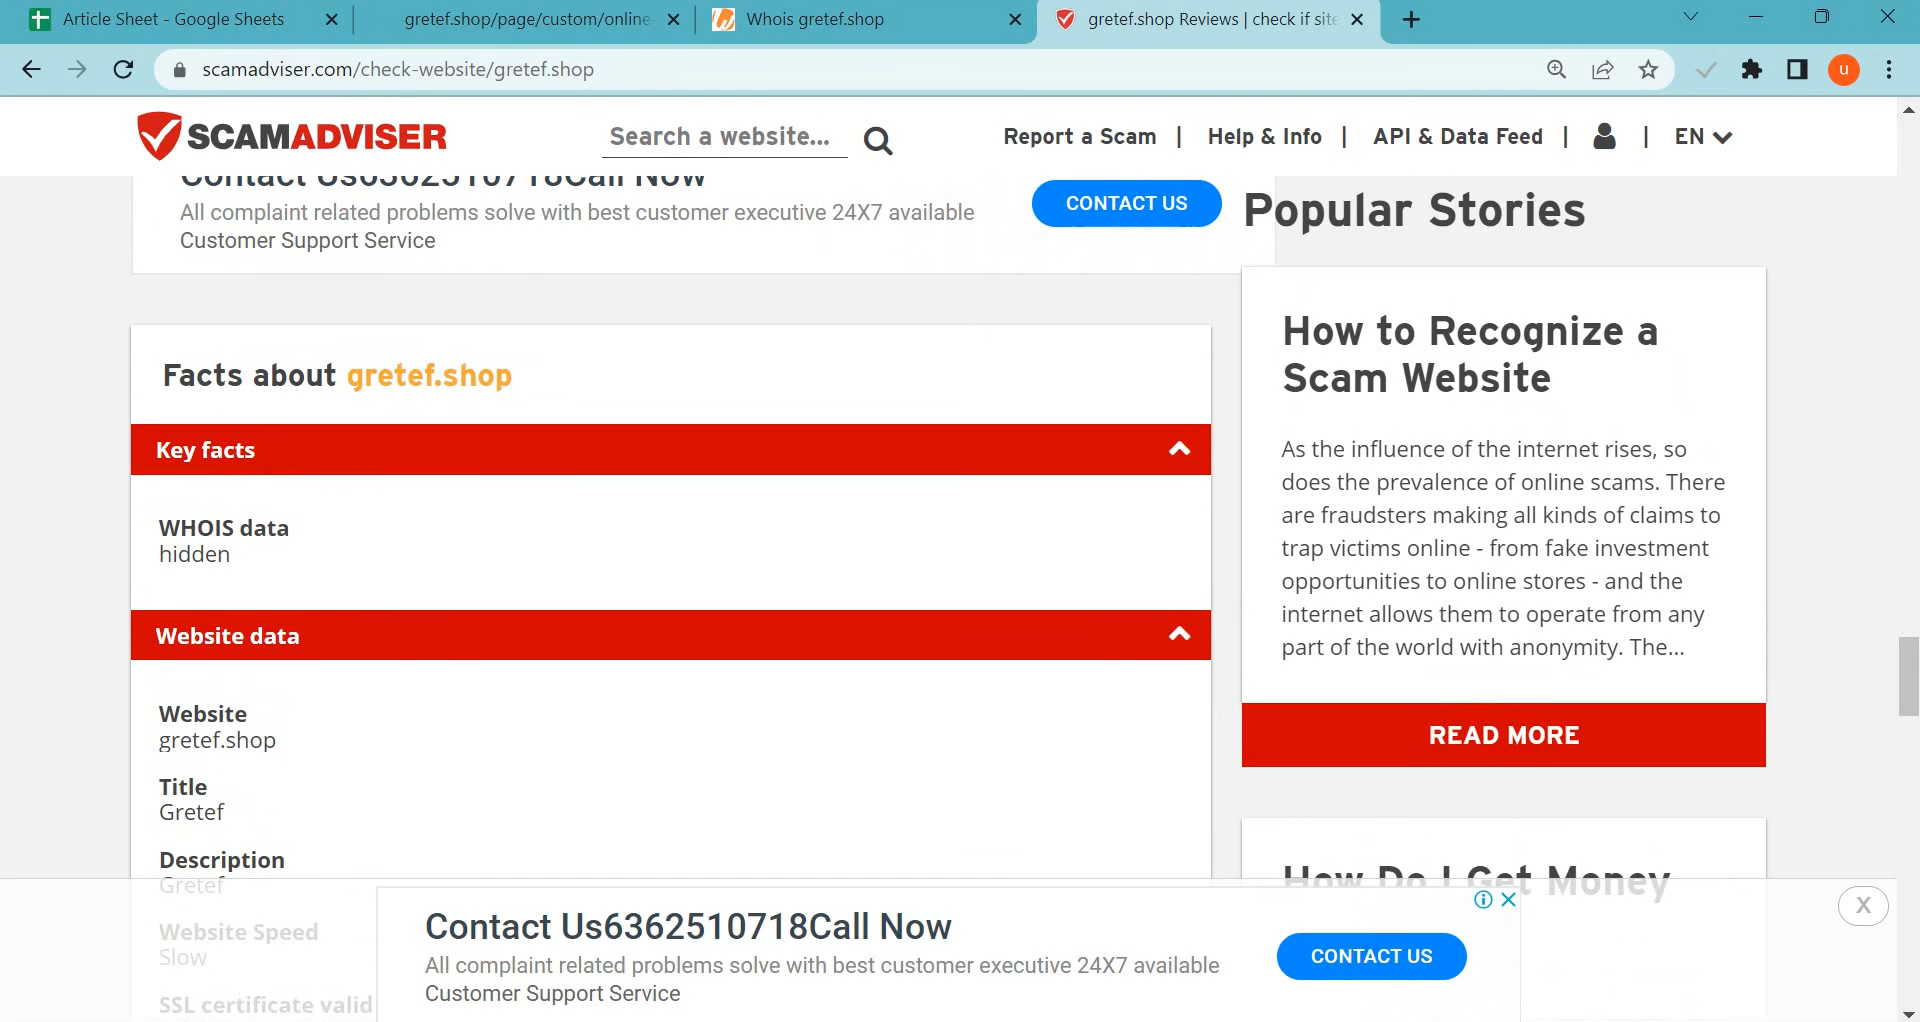 Article Sheet - Google Sheets
gretef.shop/page/custom/online-
Whois gretef.shop
gretef.shop Reviews | check if site
scamadviser.com/check-website/gretef.shop
u
SCAMADVISER
Search a website...
Report a Scam | Help & Info | API & Data Feed | | EN
Contact Us6362510718Call Now
All complaint related problems solve with best customer executive 24X7 available
Customer Support Service
CONTACT US
Popular Stories
Facts about gretef.shop
Key facts
WHOIS data
hidden
Website data
Website
gretef.shop
Title
Gretef
Description
Gretef
Website Speed
Slow
SSL certificate valid
How to Recognize a
Scam Website
As the influence of the internet rises, so
does the prevalence of online scams. There
are fraudsters making all kinds of claims to
trap victims online - from fake investment
opportunities to online stores - and the
internet allows them to operate from any
part of the world with anonymity. The...
READ MORE
How Do I Get Money
Contact Us6362510718Call Now
All complaint related problems solve with best customer executive 24X7 available
Customer Support Service
CONTACT US
X